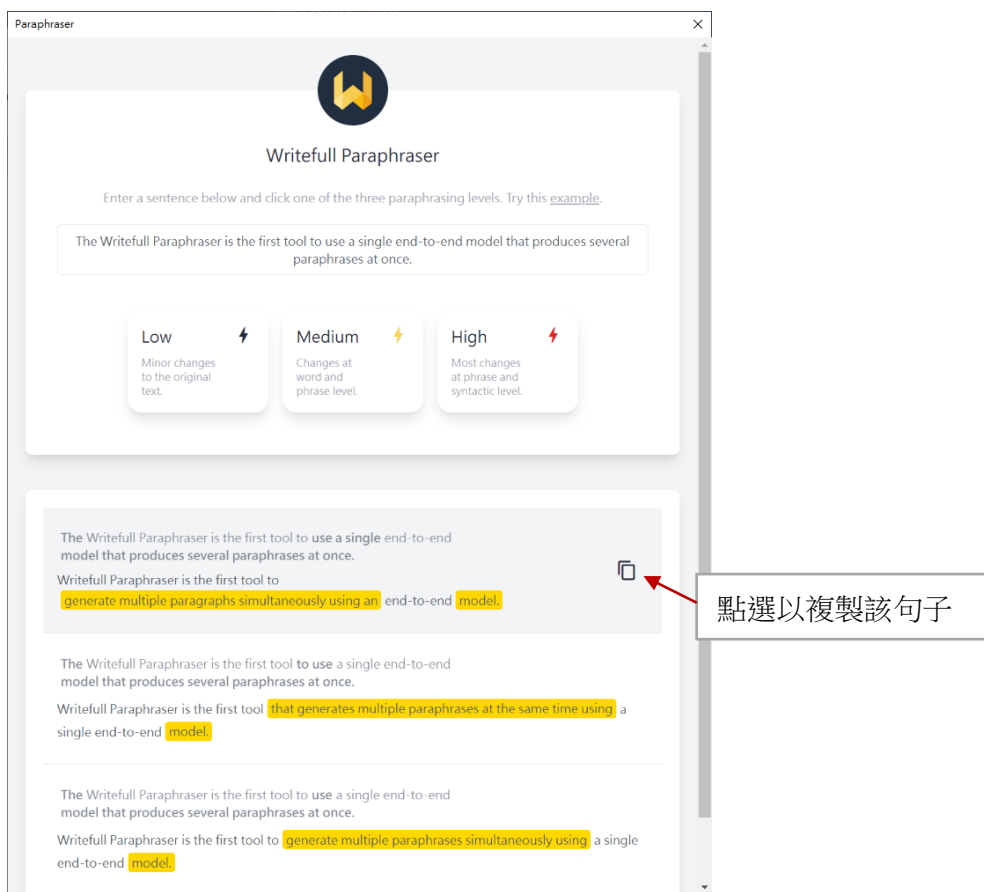 Paraphraser
Writefull Paraphraser
Enter a sentence below and click one of the three paraphrasing levels. Try this example.
The Writefull Paraphraser is the first tool to use a single end-to-end model that produces several
paraphrases at once.
Low
Minor changes
to the original
text.
Medium
Changes at
word and
phrase level.
High
Most changes
at phrase and
syntactic level.
The Writefull Paraphraser is the first tool to use a single end-to-end
model that produces several paraphrases at once.
Writefull Paraphraser is the first tool to
generate multiple paragraphs simultaneously using an end-to-end model.
點選以複製該句子
The Writefull Paraphraser is the first tool to use a single end-to-end
model that produces several paraphrases at once.
Writefull Paraphraser is the first tool that generates multiple paraphrases at the same time using a
single end-to-end model.
The Writefull Paraphraser is the first tool to use a single end-to-end
model that produces several paraphrases at once.
Writefull Paraphraser is the first tool to generate multiple paraphrases simultaneously using a single
end-to-end model.